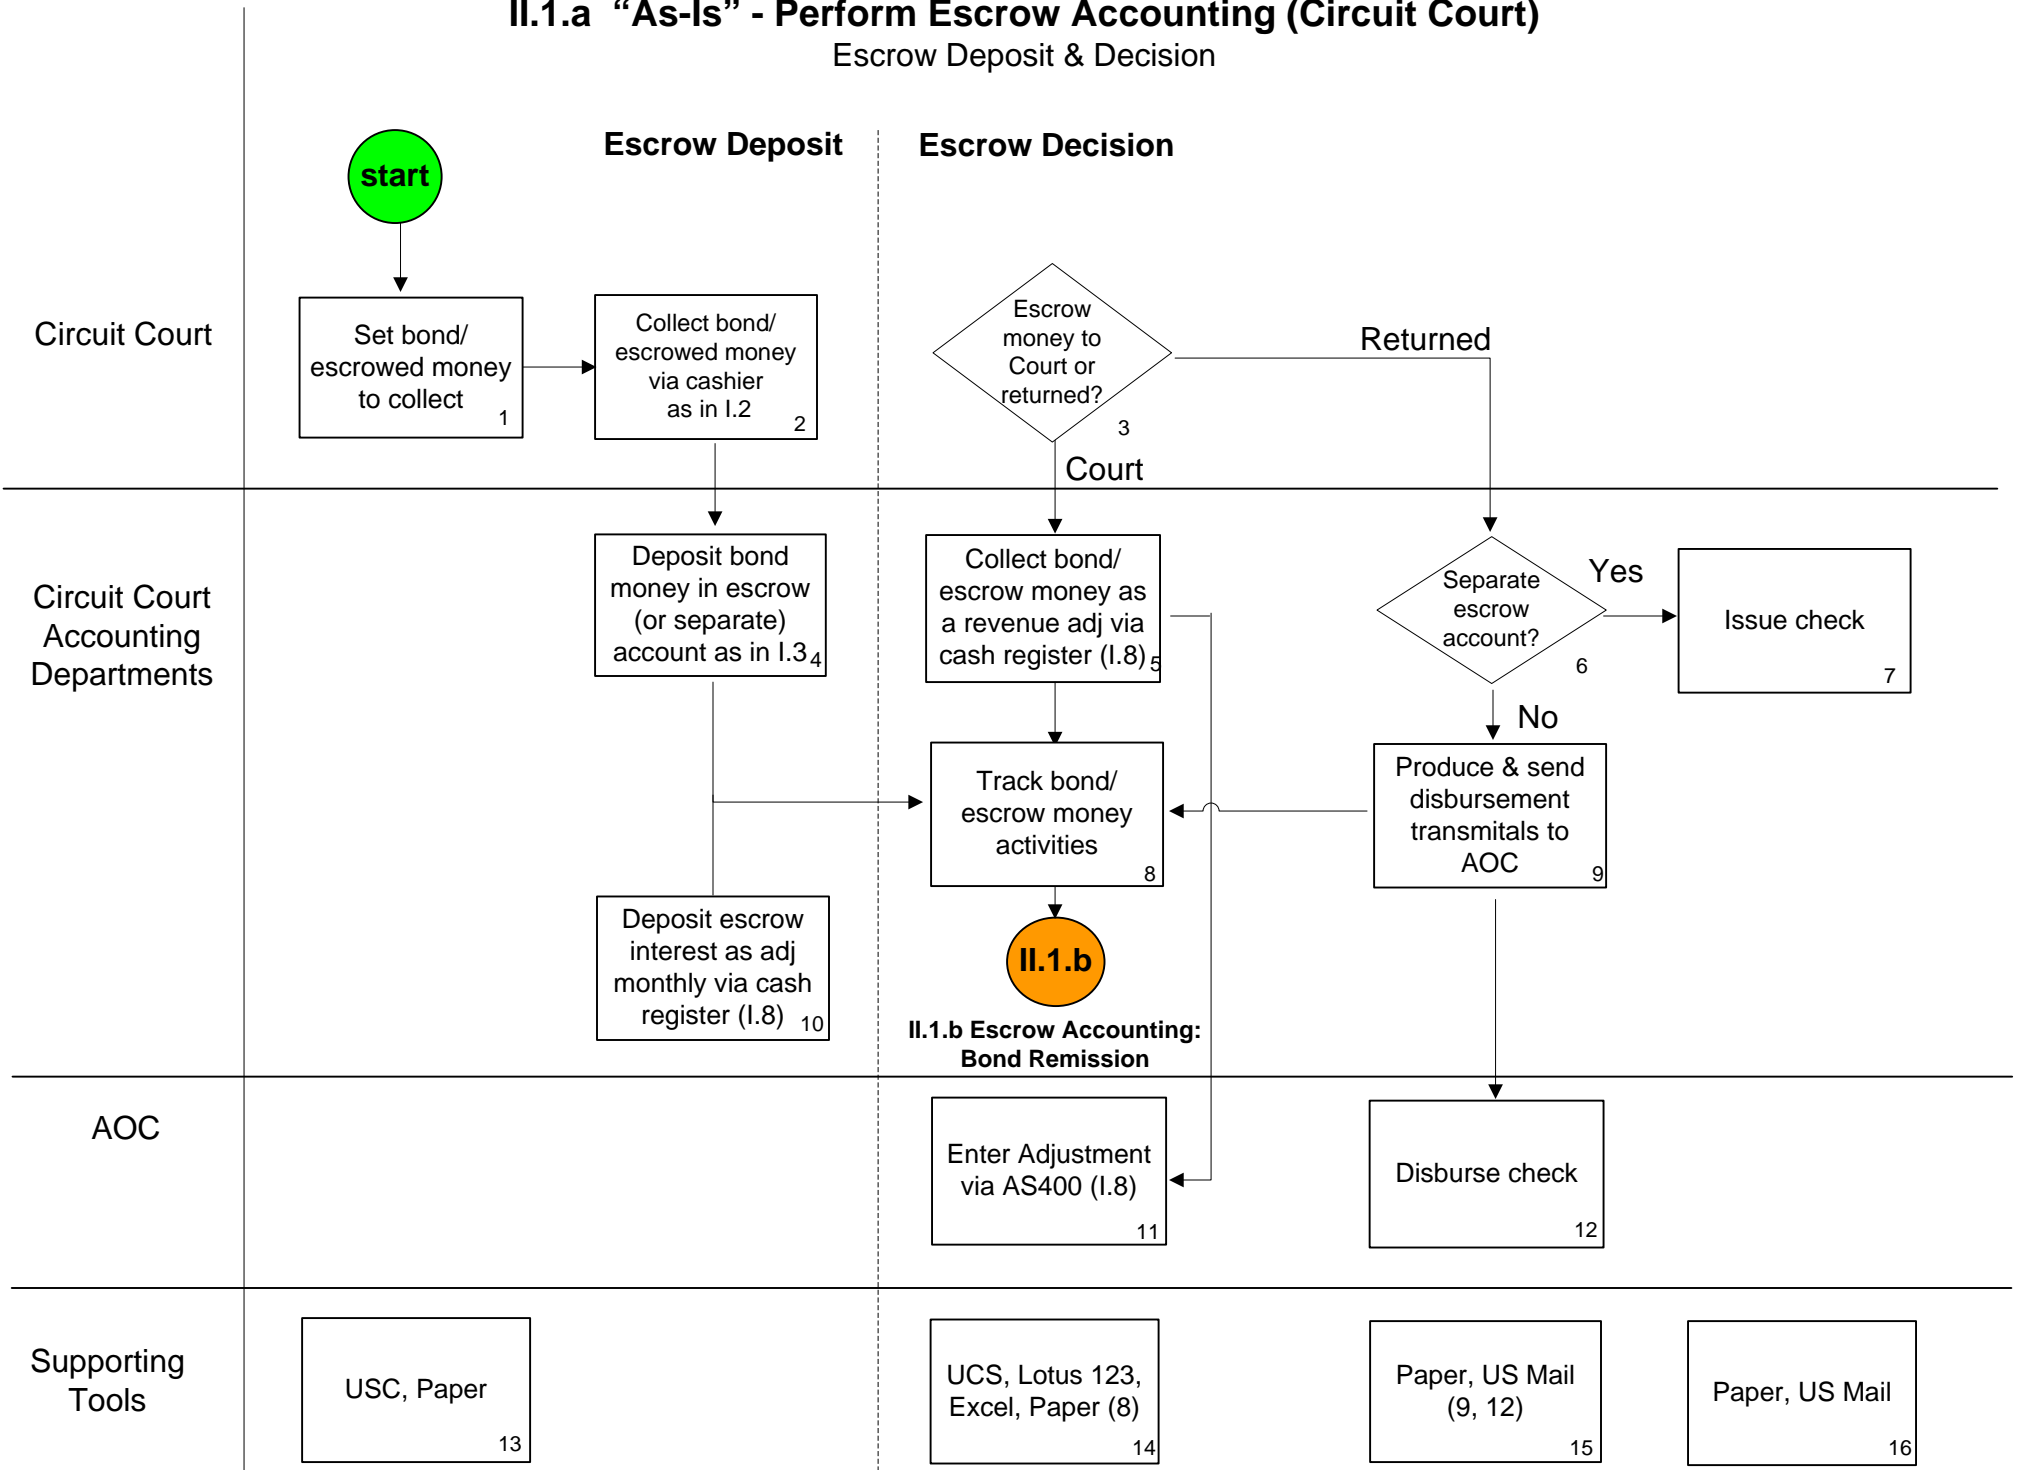 II.1.a “As-Is” - Perform Escrow Accounting (Circuit Court)
Escrow Deposit & Decision
Escrow Deposit
Escrow Decision
start
Circuit Court
Set bond/
escrowed money
to collect
1
Collect bond/
escrowed money
via cashier
as in I.2
2
Escrow
money to
Court or
returned?
3
Returned
Court
Circuit Court
Accounting
Departments
Deposit bond
money in escrow
(or separate)
account as in I.3
4
Collect bond/
escrow money as
a revenue adj via
cash register (I.8)
5
Separate
escrow
account?
6
Yes
Issue check
7
No
Track bond/
escrow money
activities
8
Produce & send
disbursement
transmitals to
AOC
9
Deposit escrow
interest as adj
monthly via cash
register (I.8)
10
II.1.b
II.1.b Escrow Accounting:
Bond Remission
AOC
Enter Adjustment
via AS400 (I.8)
11
Disburse check
12
Supporting
Tools
USC, Paper
13
UCS, Lotus 123,
Excel, Paper (8)
14
Paper, US Mail
(9, 12)
15
Paper, US Mail
16